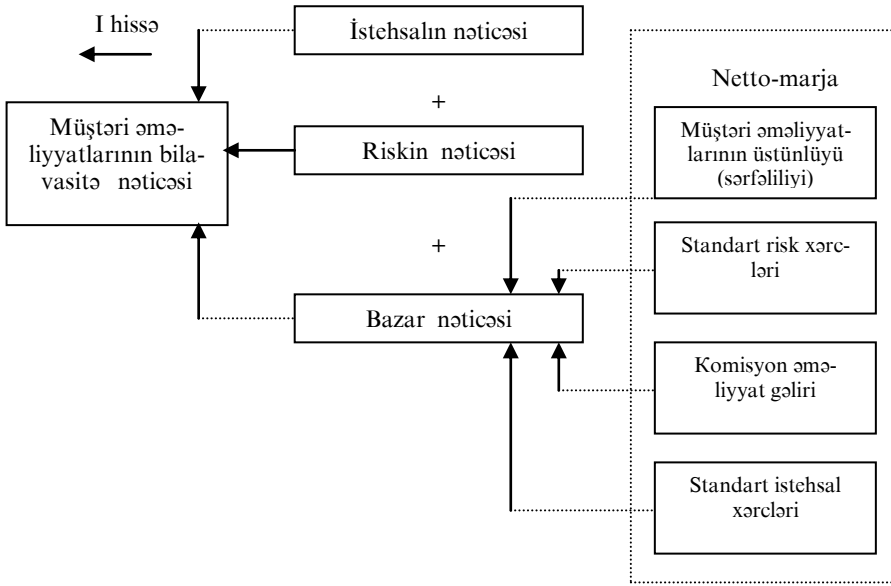 I hissə
İstehsalın nəticəsi
+
Müştəri əmə-
liyyatlarının bila-
vasitə nəticəsi
Riskin nəticəsi
+
Bazar nəticəsi
Netto-marja
Müştəri əməliyyat-
larının üstünlüyü
(sərfəliliyi)
Standart risk xərc-
ləri
Komisyon əmə-
liyyat gəliri
Standart istehsal
xərcləri